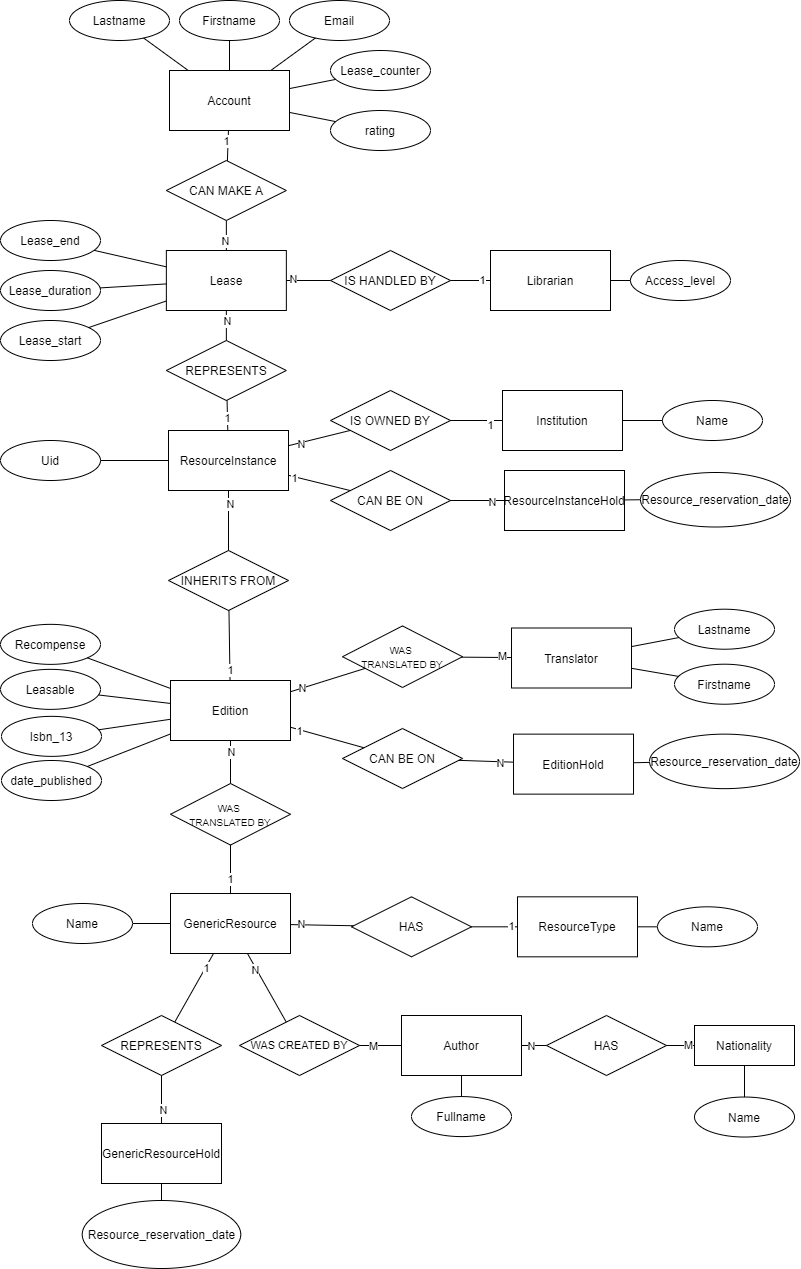 Lastname
Firstname
Email
Lease_counter
Account
rating
1
CAN MAKE A
N
Lease_end
Lease_duration
Lease_start
Lease
N
IS HANDLED BY
1
Librarian
Access_level
N
REPRESENTS
1
Uid
ResourceInstance
N
IS OWNED BY
1
Institution
Name
1
CAN BE ON
N
ResourceInstanceHold
Resource_reservation_date
N
INHERITS FROM
1
Recompense
Leasable
Isbn_13
date_published
Edition
N
WAS
TRANSLATED BY
M
Translator
Lastname
Firstname
1
CAN BE ON
N
EditionHold
Resource_reservation_date
N
WAS
TRANSLATED BY
1
Name
GenericResource
N
HAS
1
ResourceType
Name
1
N
REPRESENTS
WAS CREATED BY
M
Author
N
HAS
M
Nationality
Fullname
Name
N
GenericResourceHold
Resource_reservation_date